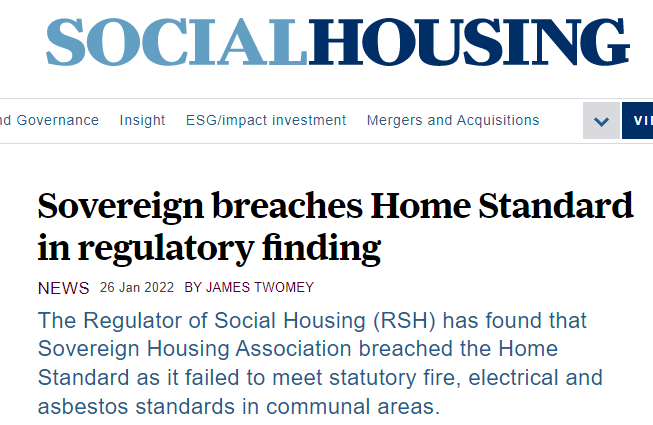 SOCIALHOUSING
nd Governance Insight ESG/impact investment Mergers and Acquisitions
Sovereign breaches Home Standard
in regulatory finding
NEWS 26 Jan 2022 BY JAMES TWOMEY
The Regulator of Social Housing (RSH) has found that
Sovereign Housing Association breached the Home
Standard as it failed to meet statutory fire, electrical and
asbestos standards in communal areas.